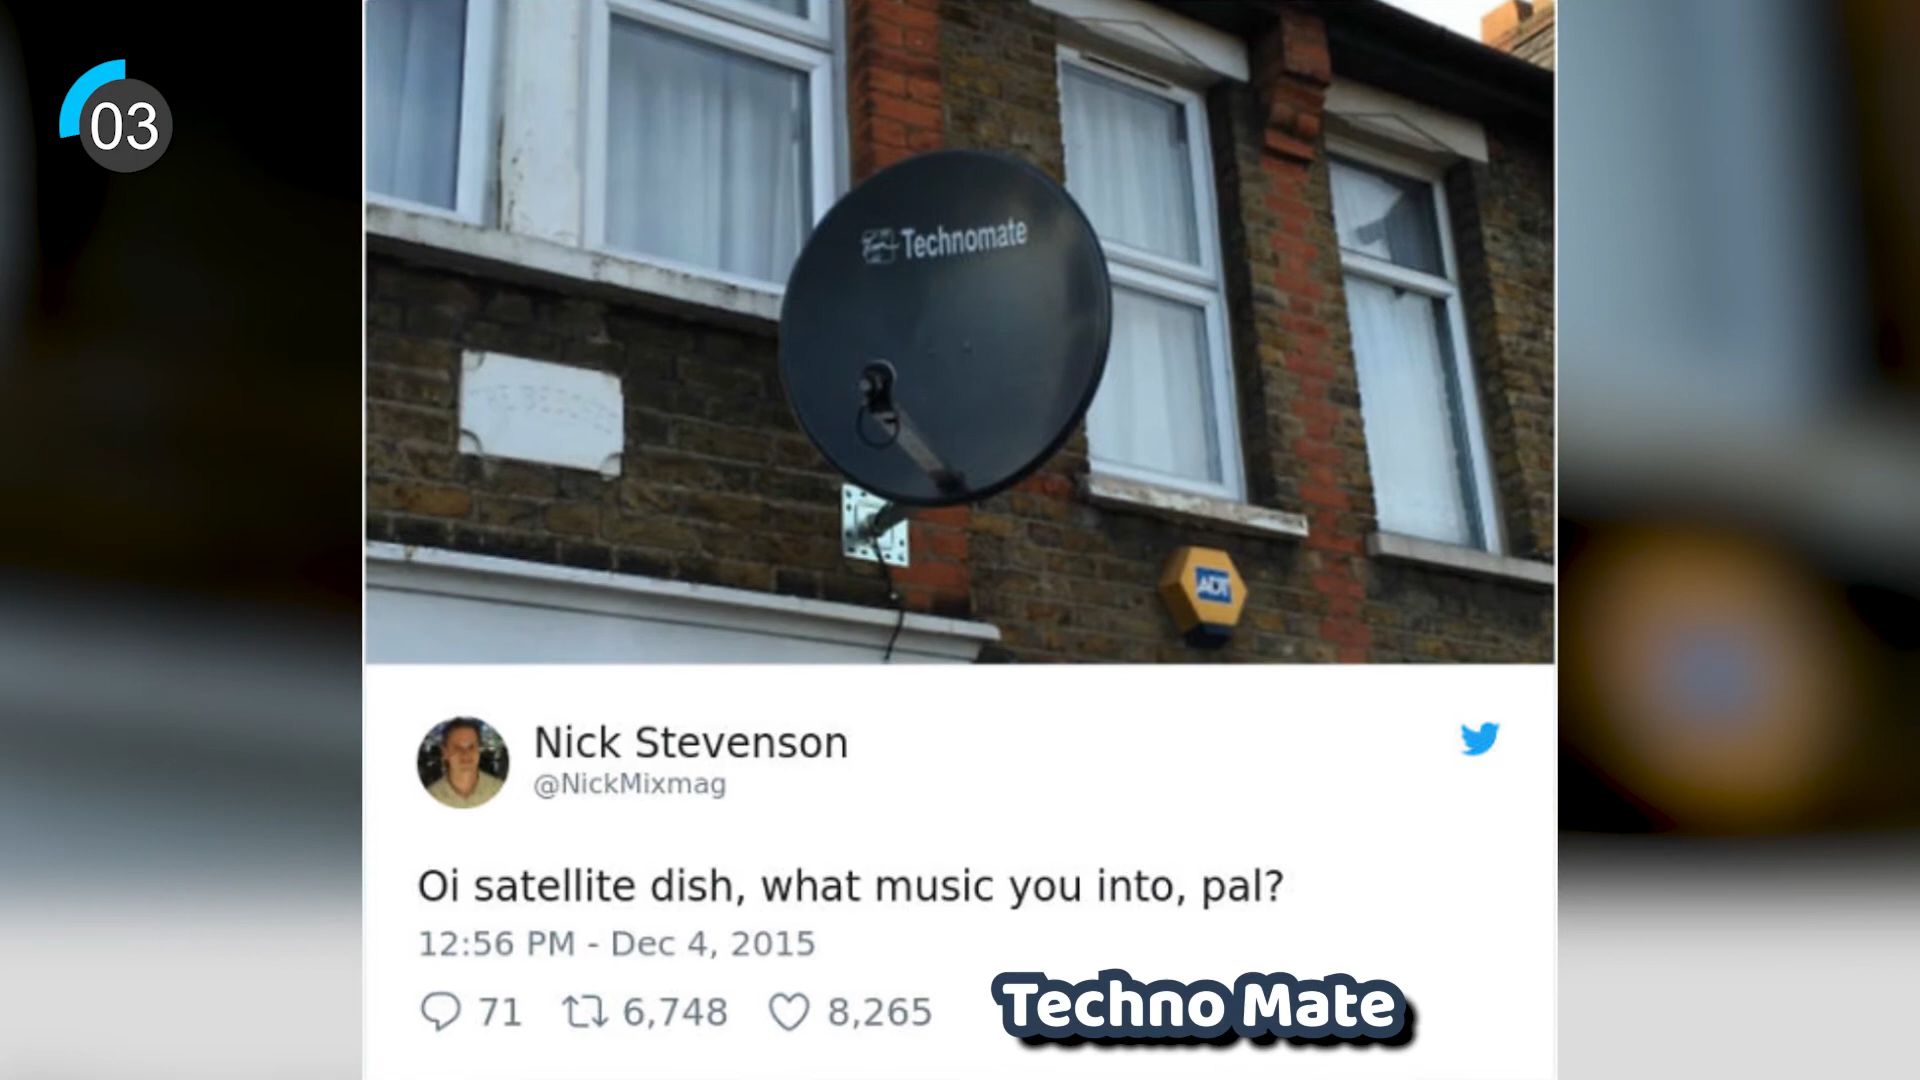 03
Technomate
ADT
Nick Stevenson
@NickMixmag
Oi satellite dish, what music you into, pal?
12:56 PM - Dec 4, 2015
71 6,748 8,265
Techno Mate